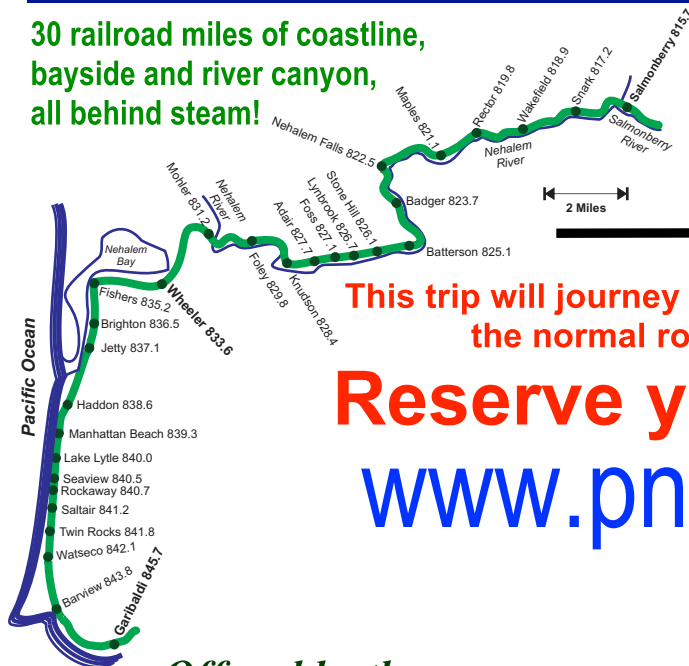 30 railroad miles of coastline,
bayside and river canyon,
all behind steam!
Salmonberry 815.7
Snark 817.2
Wakefield 818.9
Rector 819.8
Maples 821.1
Nehalem Falls 822.5
Salmonberry
River
Nehalem
River
2 Miles
Badger 823.7
Batterson 825.1
Stone Hill 826.1
Lynbrook 826.7
Foss 827.1
Adair 827.7
Knudson 828.4
Foley 829.8
Nehalem
River
Mohler 831.2
Nehalem
Bay
Wheeler 833.6
Fishers 835.2
Brighton 836.5
Jetty 837.1
Pacific Ocean
Haddon 838.6
Manhattan Beach 839.3
Lake Lytle 840.0
Seaview 840.5
Rockaway 840.7
Saltair 841.2
Twin Rocks 841.8
Watseco 842.1
Barview 843.8
Garibaldi 845.7
This trip will journey
the normal ro
Reserve y
www.pn